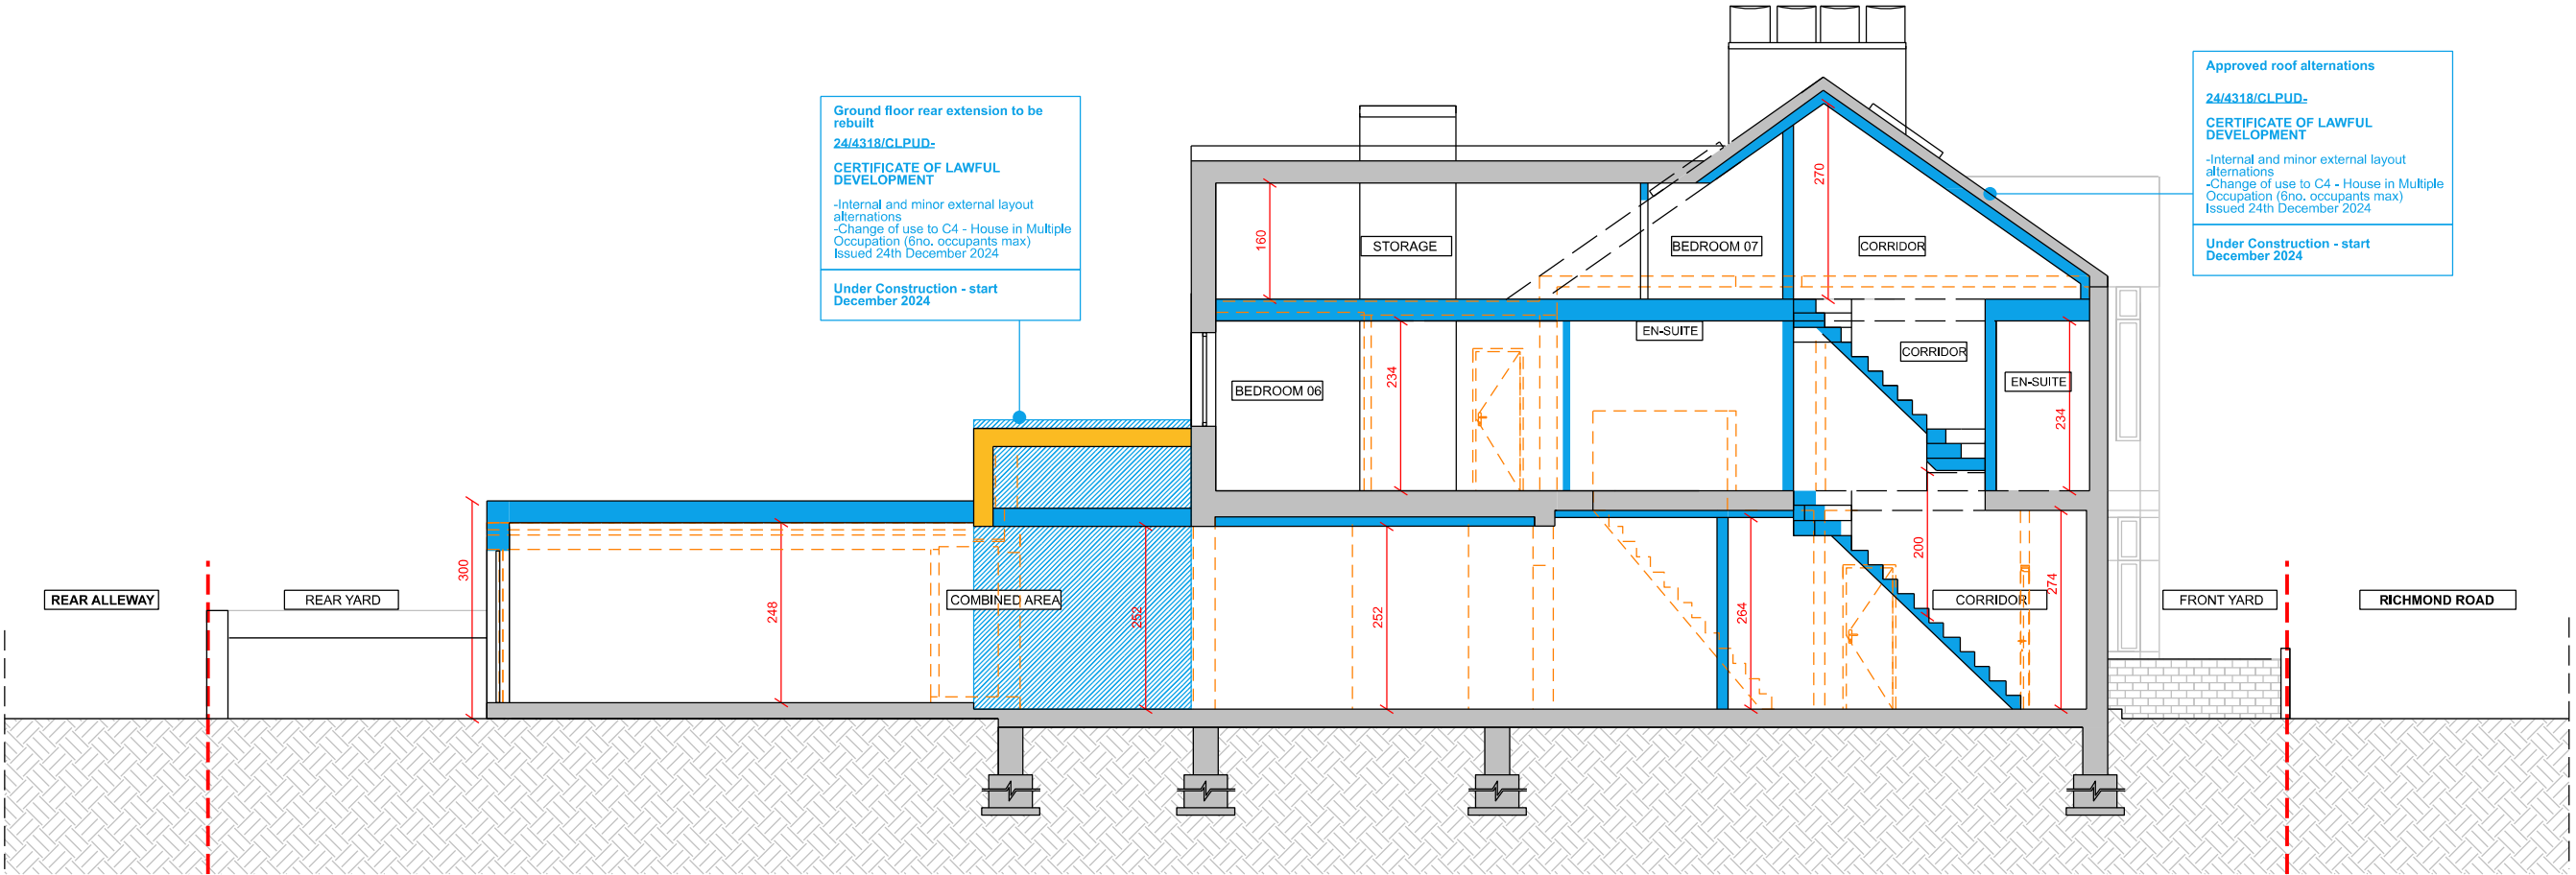 Ground floor rear extension to be
rebuilt
24/4318/CLPUD-
CERTIFICATE OF LAWFUL
DEVELOPMENT
-Internal and minor external layout
alternations
-Change of use to C4 - House in Multiple
Occupation (6no. occupants max)
Issued 24th December 2024
Under Construction - start
December 2024
Approved roof alternations
24/4318/CLPUD-
CERTIFICATE OF LAWFUL
DEVELOPMENT
-Internal and minor external layout
alternations
-Change of use to C4 - House in Multiple
Occupation (6no. occupants max)
Issued 24th December 2024
Under Construction - start
December 2024
270
160
STORAGE
BEDROOM 07
CORRIDOR
EN-SUITE
CORRIDOR
BEDROOM 06
234
EN-SUITE
234
300
248
252
252
264
200
274
REAR ALLEWAY
REAR YARD
COMBINED AREA
CORRIDOR
FRONT YARD
RICHMOND ROAD